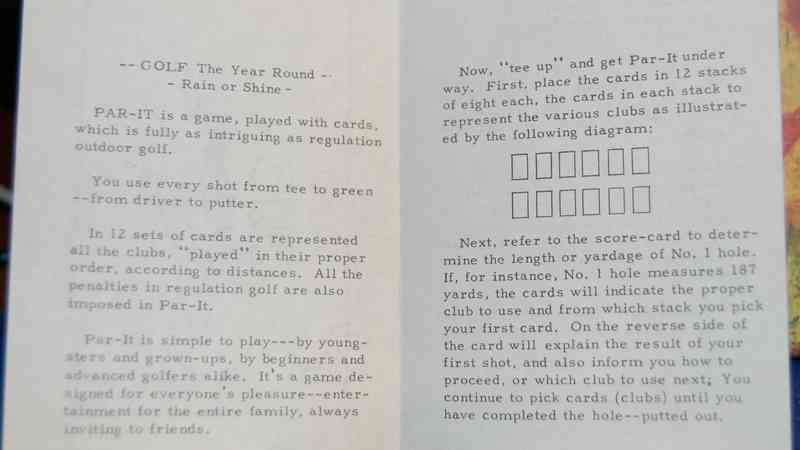 -- GOLF The Year Round --
- Rain or Shine -
PAR-IT is a game, played with cards,
which is fully as intriguing as regulation
outdoor golf.
You use every shot from tee to green
--from driver to putter.
In 12 sets of cards are represented
all the clubs, "played" in their proper
order, according to distances. All the
penalties in regulation golf are also
imposed in Par-It.
Par-It is simple to play---by young-
sters and grown-ups, by beginners and
advanced golfers alike. It's a game de-
signed for everyone's pleasure--enter-
tainment for the entire family, always
inviting to friends.
Now, "tee up" and get Par-It under
way. First, place the cards in 12 stacks
of eight each, the cards in each stack to
represent the various clubs as illustrat-
ed by the following diagram:
Next, refer to the score-card to deter-
mine the length or yardage of No. 1 hole.
If, for instance, No. 1 hole measures 187
yards, the cards will indicate the proper
club to use and from which stack you pick
your first card. On the reverse side of
the card will explain the result of your
first shot, and also inform you how to
proceed, or which club to use next; You
continue to pick cards (clubs) until you
have completed the hole--putted out.